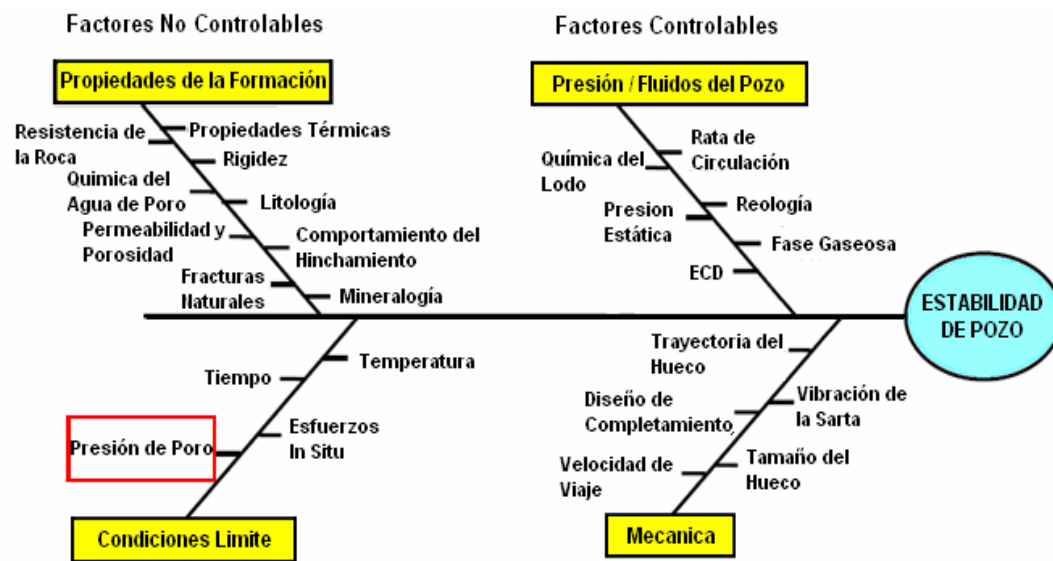 Factores No Controlables
Factores Controlables
Propiedades de la Formación
Presión / Fluidos del Pozo
Resistencia de
la Roca
Propiedades Térmicas
Rigidez
Quimica del
Agua de Poro
Litología
Permeabilidad y
Porosidad
Comportamiento del
Hinchamiento
Fracturas
Naturales
Mineralogía
Rata de
Circulación
Química del
Lodo
Reología
Presion
Estática
Fase Gaseosa
ECD
ESTABILIDAD
DE POZO
Temperatura
Tiempo
Esfuerzos
In Situ
Presión de Poro
Condiciones Limite
Trayectoria del
Hueco
Vibración de
la Sarta
Diseño de
Completamiento
Tamaño del
Hueco
Velocidad de
Viaje
Mecanica